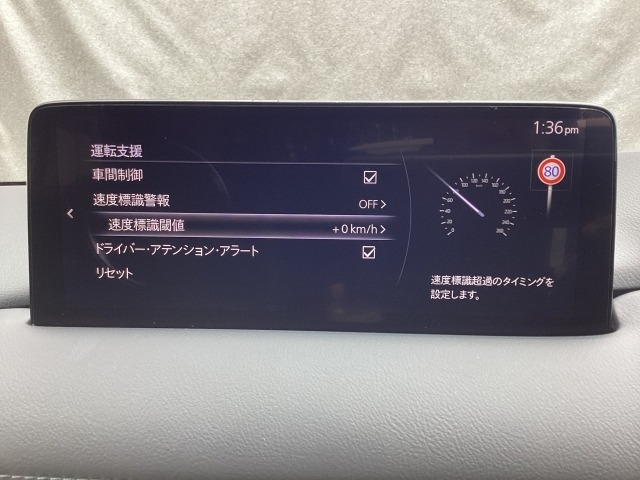 1:36pm
運転支援
車間制御
速度標識警報 OFF
速度標識閾値 +0km/h
ドライバー・アテンション・アラート
リセット
80
速度標識超過のタイミングを
設定します。